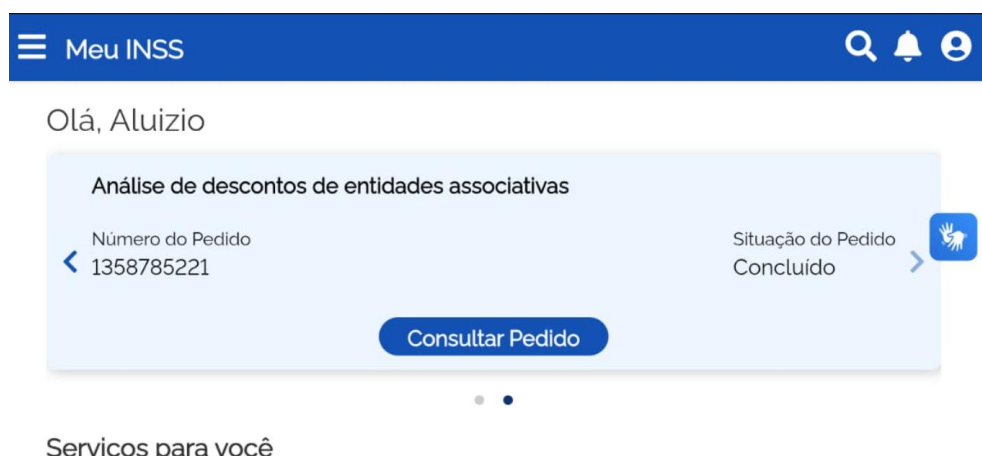 Meu INSS
Olá, Aluizio
Análise de descontos de entidades associativas
Número do Pedido
1358785221
Situação do Pedido
Concluído
Consultar Pedido
Serviços para você